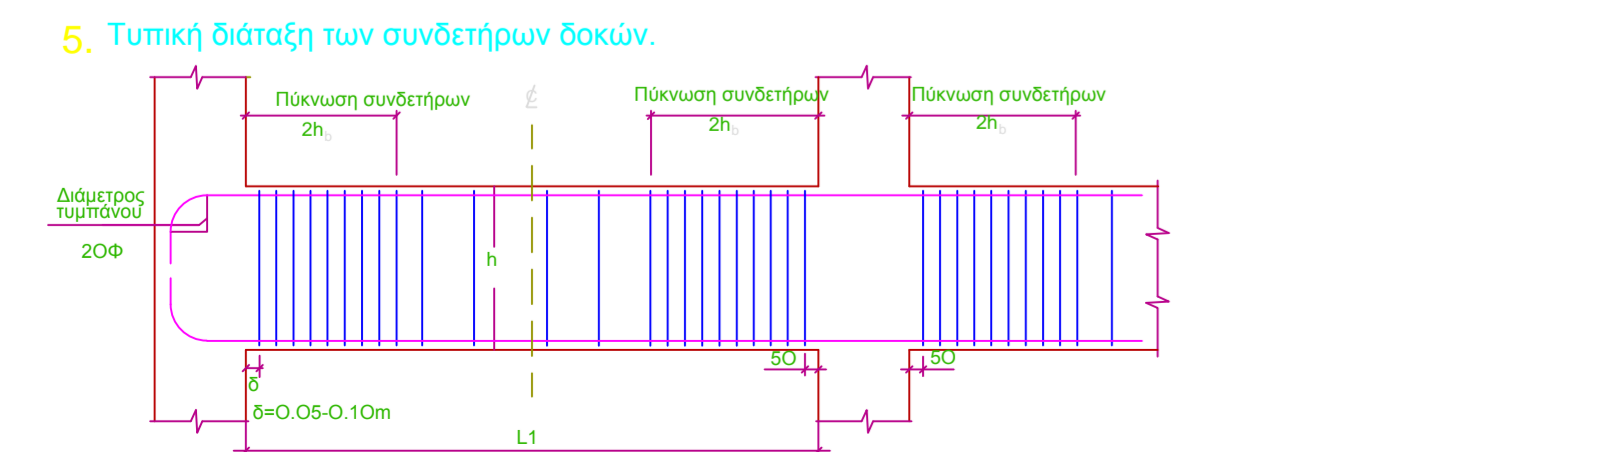 5. Τυπική διάταξη των συνδετήρων δοκών.
Πύκνωση συνδετήρων
2hb
℄
Πύκνωση συνδετήρων
2hb
Πύκνωση συνδετήρων
2hb
Διάμετρος
τυμπάνου
20Φ
h
δ
δ=0.05-0.10m
50
50
L1